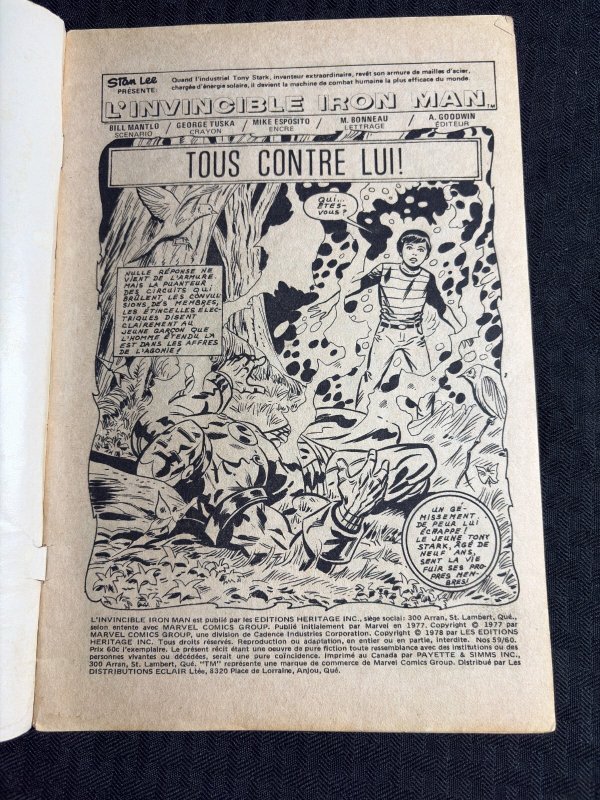 Stan Lee
PRÉSENTE:
Quand l'industriel Tony Stark, inventeur extraordinaire, revêt son armure de mailles d'acier,
chargée d'énergie solaire, il devient la machine de combat humaine la plus efficace du monde.
L'INVINCIBLE IRON MAN™
BILL MANTLO / GEORGE TUSKA / MIKE ESPOSITO / M. BONNEAU / A. GOODWIN
SCENARIO CRAYON ENCRE LETTRAGE ÉDITEUR
TOUS CONTRE LUI!
QUI...
ÊTES-
VOUS?
NULLE RÉPONSE NE
VIENT DE L'ARMURE
MAIS LA PUANTEUR
DES CIRCUITS QUI
BRÛLENT, LES CONVUL-
SIONS DES MEMBRES,
LES ÉTINCELLES ELEC-
TRIQUES DISENT
CLAIREMENT AU
JEUNE GARÇON QUE
L'HOMME ÉTENDU LÀ
EST DANS LES AFFRES
DE L'AGONIE!
UN GÉ-
MISSEMENT
DE PEUR LUI
ÉCHAPPE!
LE JEUNE TONY
STARK, ÂGÉ DE
NEUF ANS,
SENT LA VIE
FUIR SES PRO-
PRES MEM-
BRES!
L'INVINCIBLE IRON MAN est publié par les EDITIONS HERITAGE INC., siège social: 300 Arran, St. Lambert, Qué.,
selon entente avec MARVEL COMICS GROUP. Publié initialement par Marvel en 1977. Copyright © 1977 par
MARVEL COMICS GROUP, une division de Cadence Industries Corporation. Copyright © 1978 par LES EDITIONS
HERITAGE INC. Tous droits réservés. Reproduction ou adaptation, en entier ou en partie, interdite. Nos 59/60.
Prix 60c l'exemplaire. Le présent récit étant une oeuvre de pure fiction toute ressemblance avec des institutions ou des
personnes vivantes ou décédées, serait une pure coïncidence. Imprimé au Canada par PAYETTE & SIMMS INC.,
300 Arran, St. Lambert, Qué. "TM" représente une marque de commerce de Marvel Comics Group. Distribué par Les
DISTRIBUTIONS ECLAIR Ltée, 8320 Place de Lorraine, Anjou, Qué.